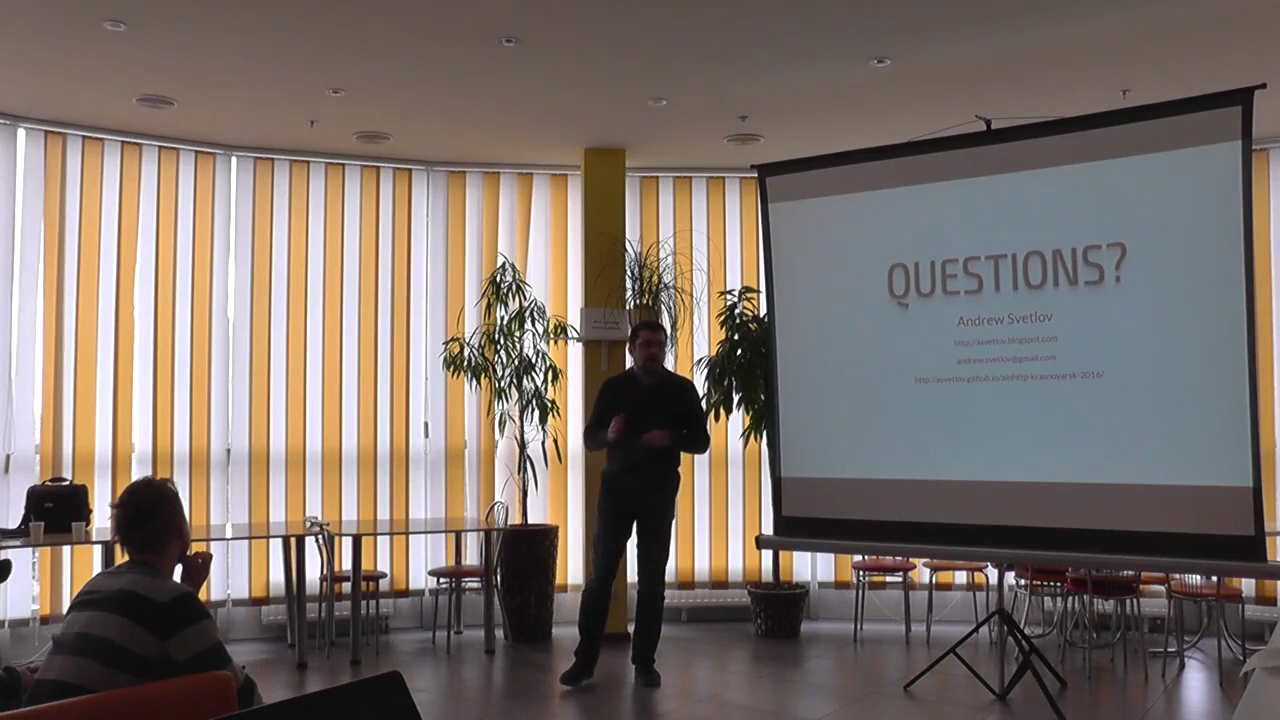 QUESTIONS?
Andrew Svetlov
http://asvetlov.blogspot.com
andrew.svetlov@gmail.com
http://asvetlov.github.io/aiohttp-krasnoyarsk-2016/